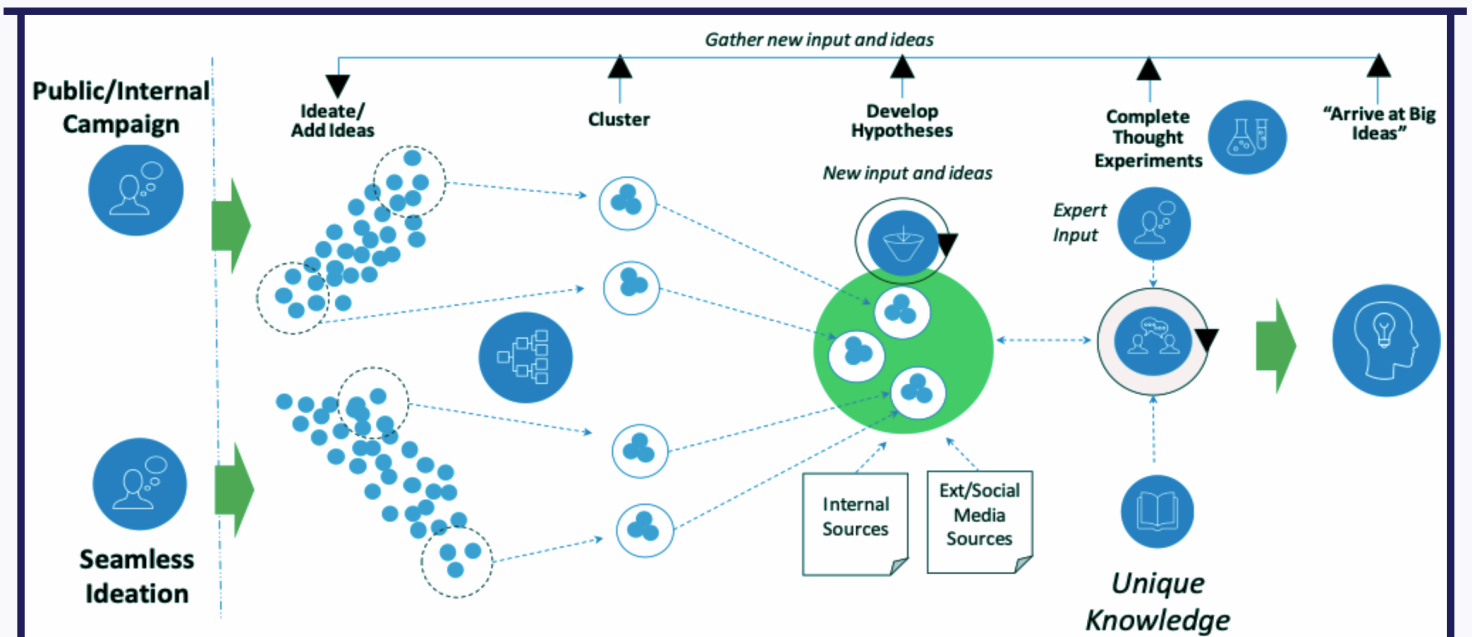 Gather new input and ideas
Public/Internal
Campaign
Ideate/
Add Ideas
Cluster
Develop
Hypotheses
Complete
Thought
Experiments
“Arrive at Big
Ideas”
New input and ideas
Expert
Input
Seamless
Ideation
Internal
Sources
Ext/Social
Media
Sources
Unique
Knowledge